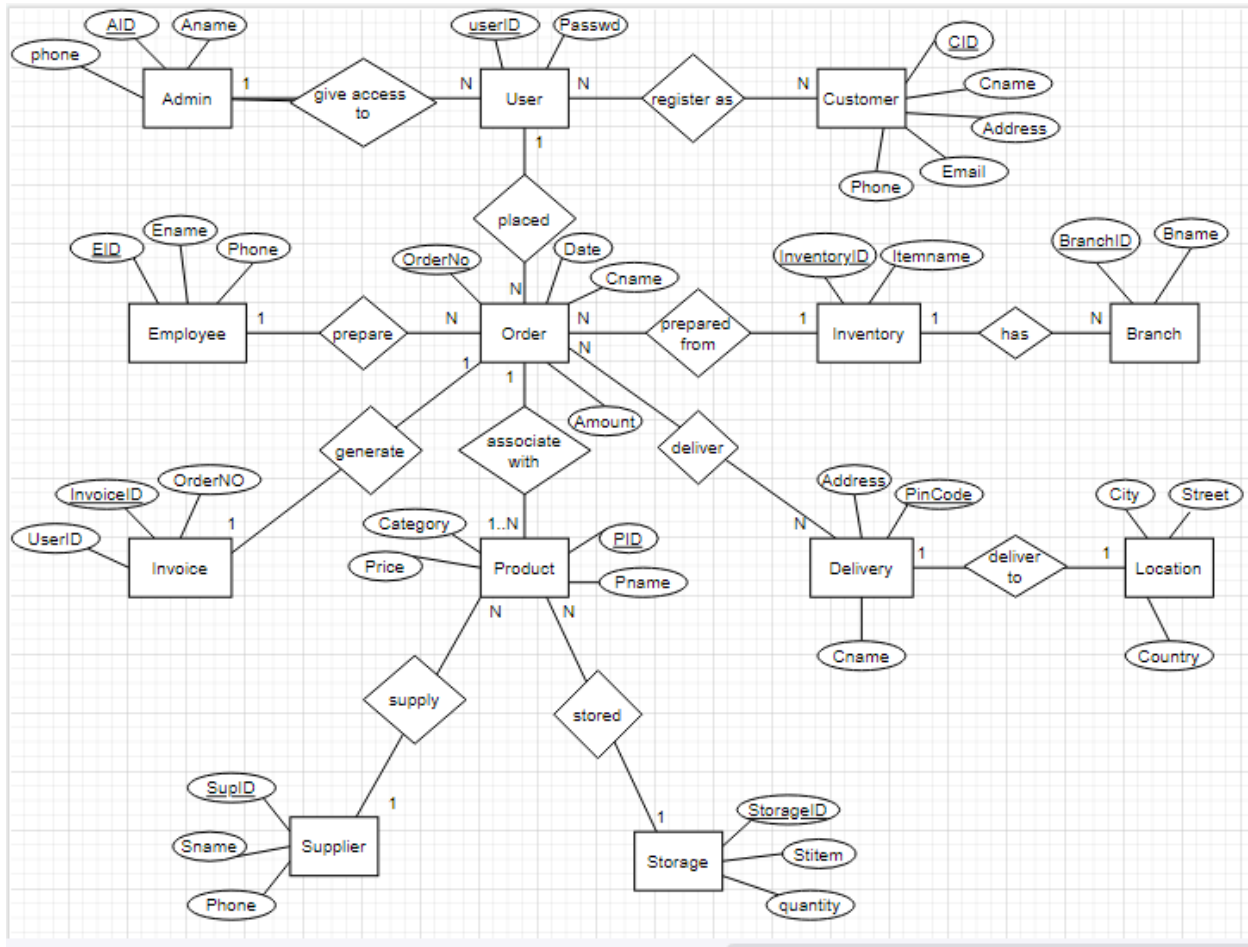 AID
Aname
userID
Passwd
CID
phone
Cname
1
N
N
N
Admin
give access
to
User
register as
Customer
Address
1
Email
Phone
placed
Ename
EID
Phone
OrderNo
Date
Cname
InventoryID
Itemname
BranchID
Bname
N
1
N
N
1
1
N
Employee
prepare
Order
prepared
from
Inventory
has
Branch
1
1
N
Amount
generate
associate
with
deliver
InvoiceID
OrderNO
Address
PinCode
City
Street
UserID
1
Category
1..N
PID
N
1
1
Invoice
Price
Product
Pname
Delivery
deliver
to
Location
N
N
Cname
Country
supply
stored
SupID
1
1
StorageID
Sname
Supplier
Storage
Stitem
Phone
quantity